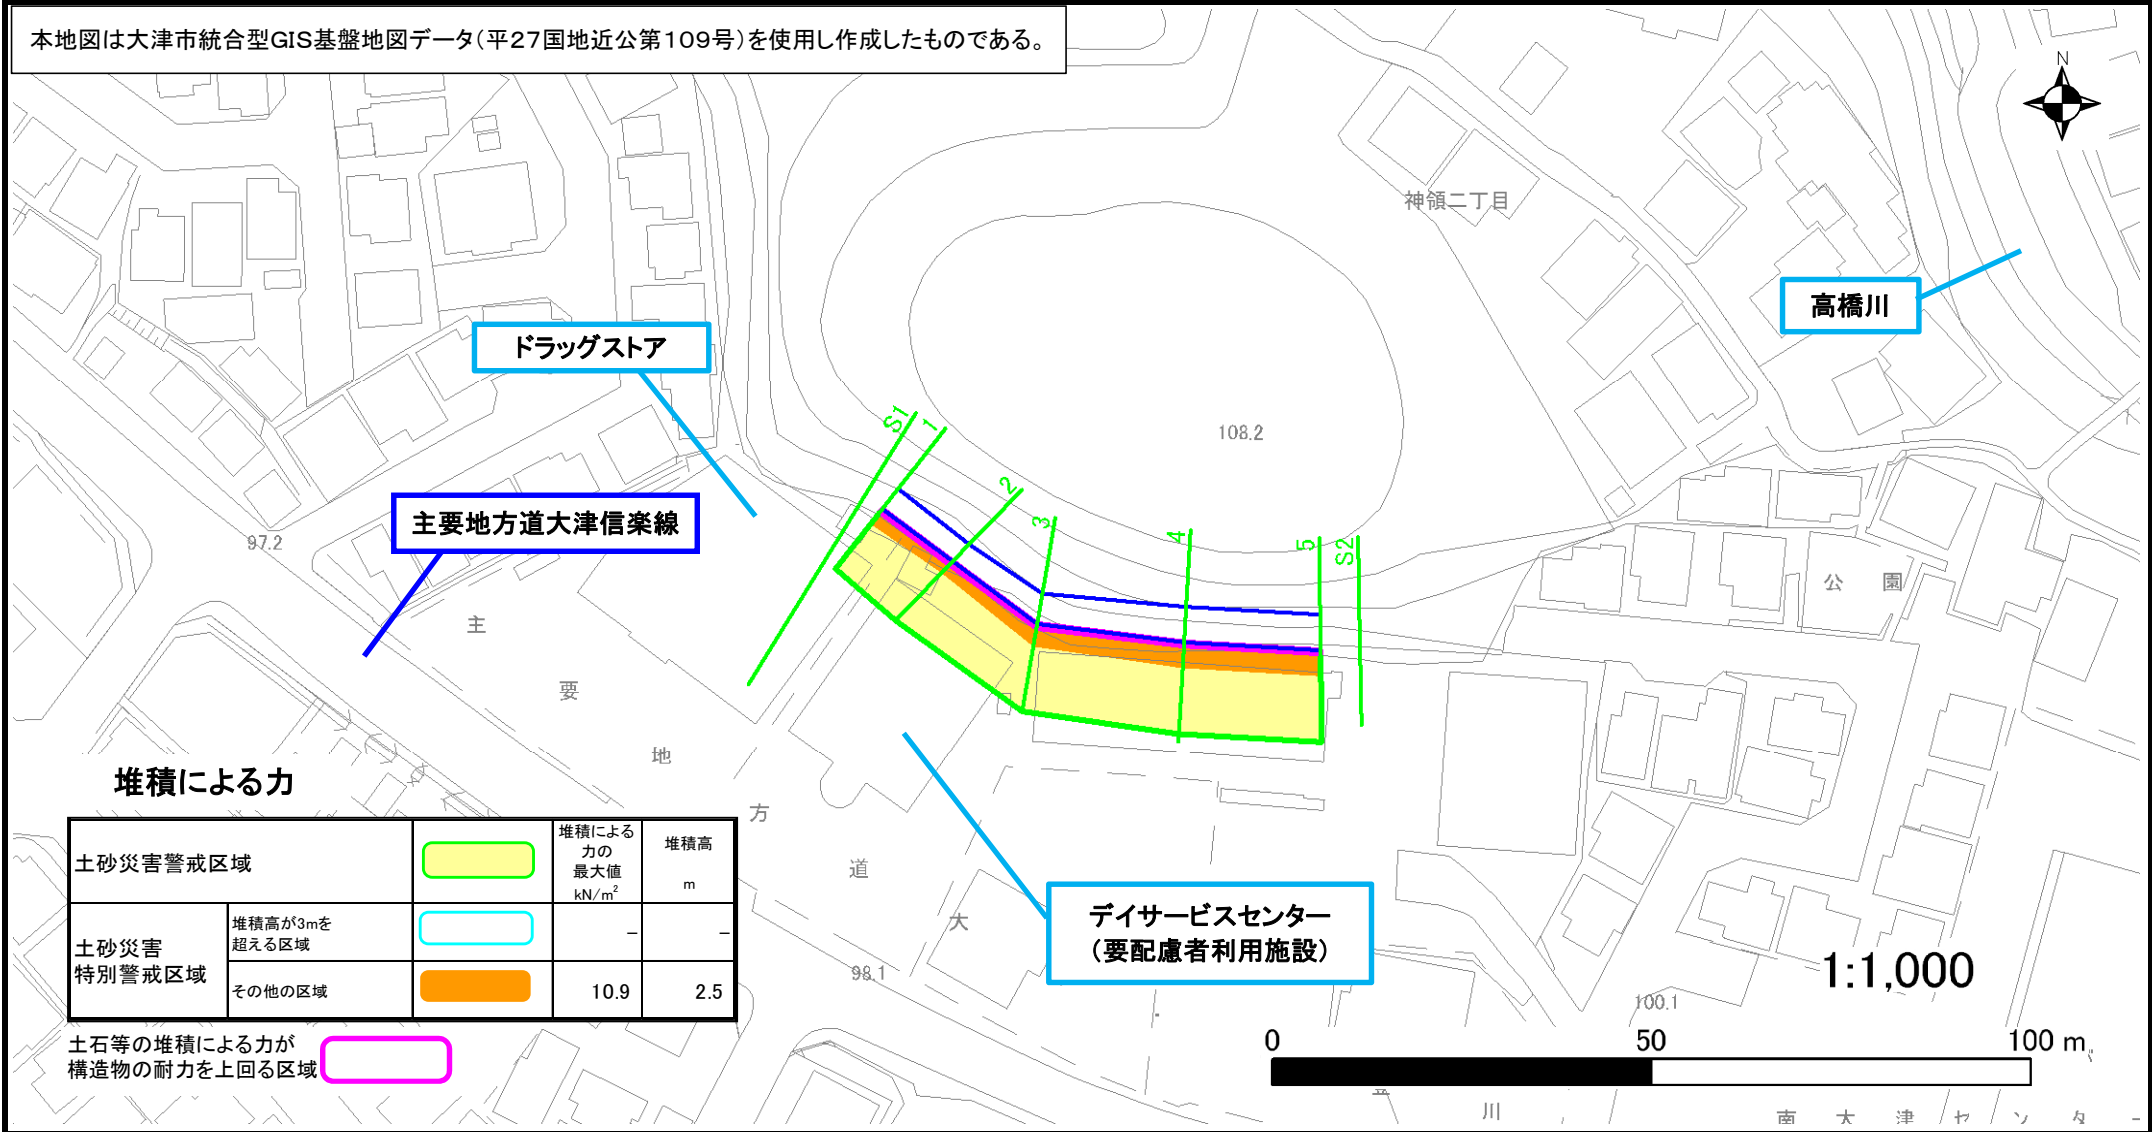 本地図は大津市統合型GIS基盤地図データ(平27国地近公第109号)を使用し作成したものである。
N
神領二丁目
高橋川
ドラッグストア
108.2
S1
1
2
3
4
5
S2
主要地方道大津信楽線
97.2
公園
主
要
地
方
道
大
98.1
100.1
デイサービスセンター
(要配慮者利用施設)
堆積による力
堆積による
力の
最大値
kN/m²
堆積高
m
土砂災害警戒区域
土砂災害
特別警戒区域
堆積高が3mを
超える区域
－
－
その他の区域
10.9
2.5
土石等の堆積による力が
構造物の耐力を上回る区域
1:1,000
0
50
100 m
川
南大津センター